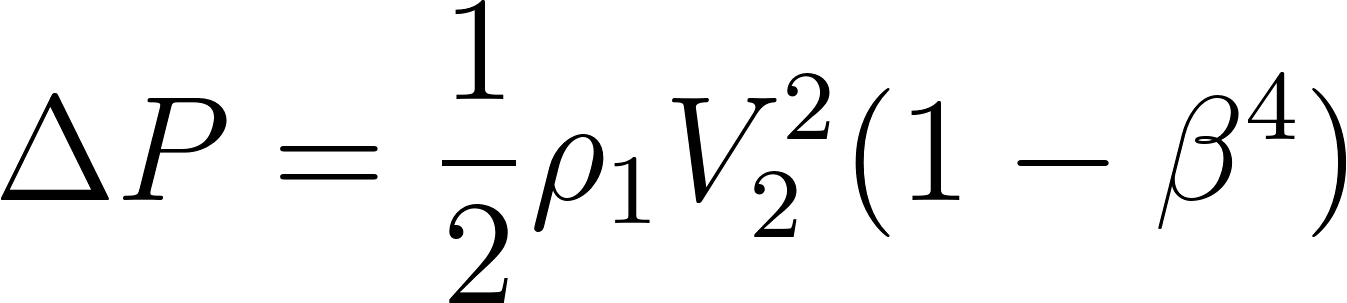 ΔP = 1/2 ρ₁V₂²(1 − β⁴)